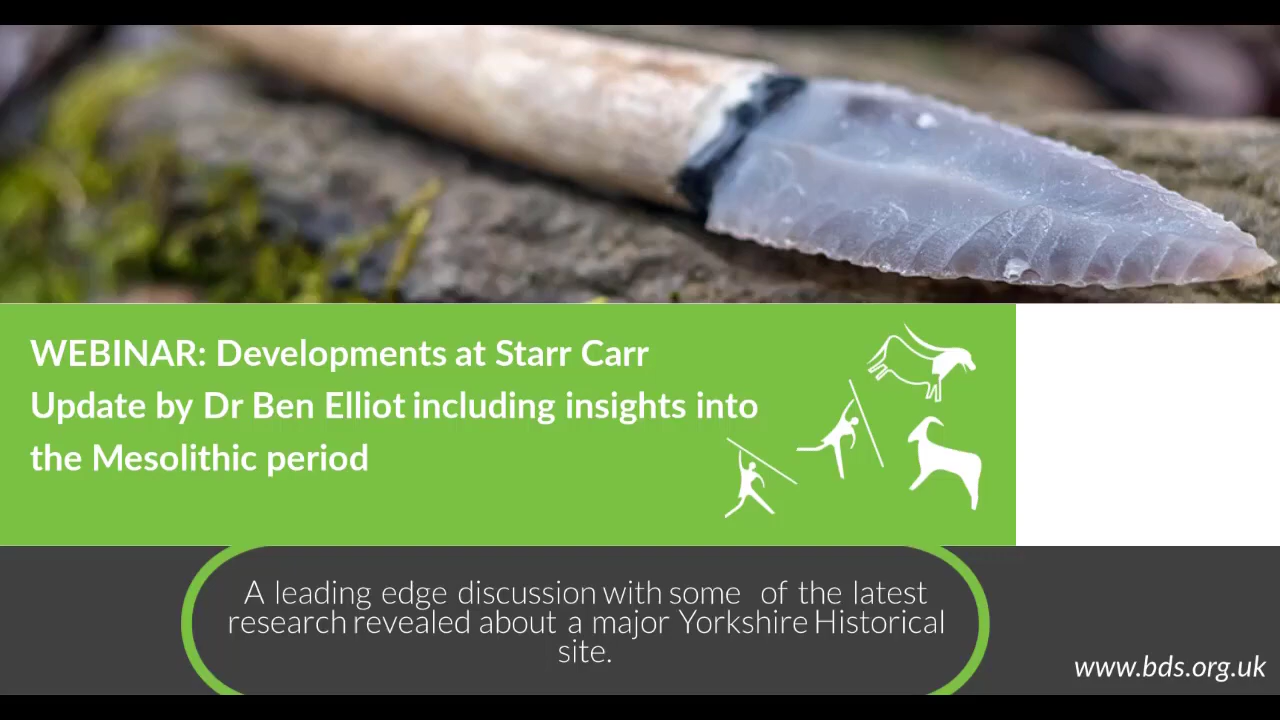 WEBINAR: Developments at Starr Carr
Update by Dr Ben Elliot including insights into
the Mesolithic period
A leading edge discussion with some of the latest
research revealed about a major Yorkshire Historical
site.
www.bds.org.uk